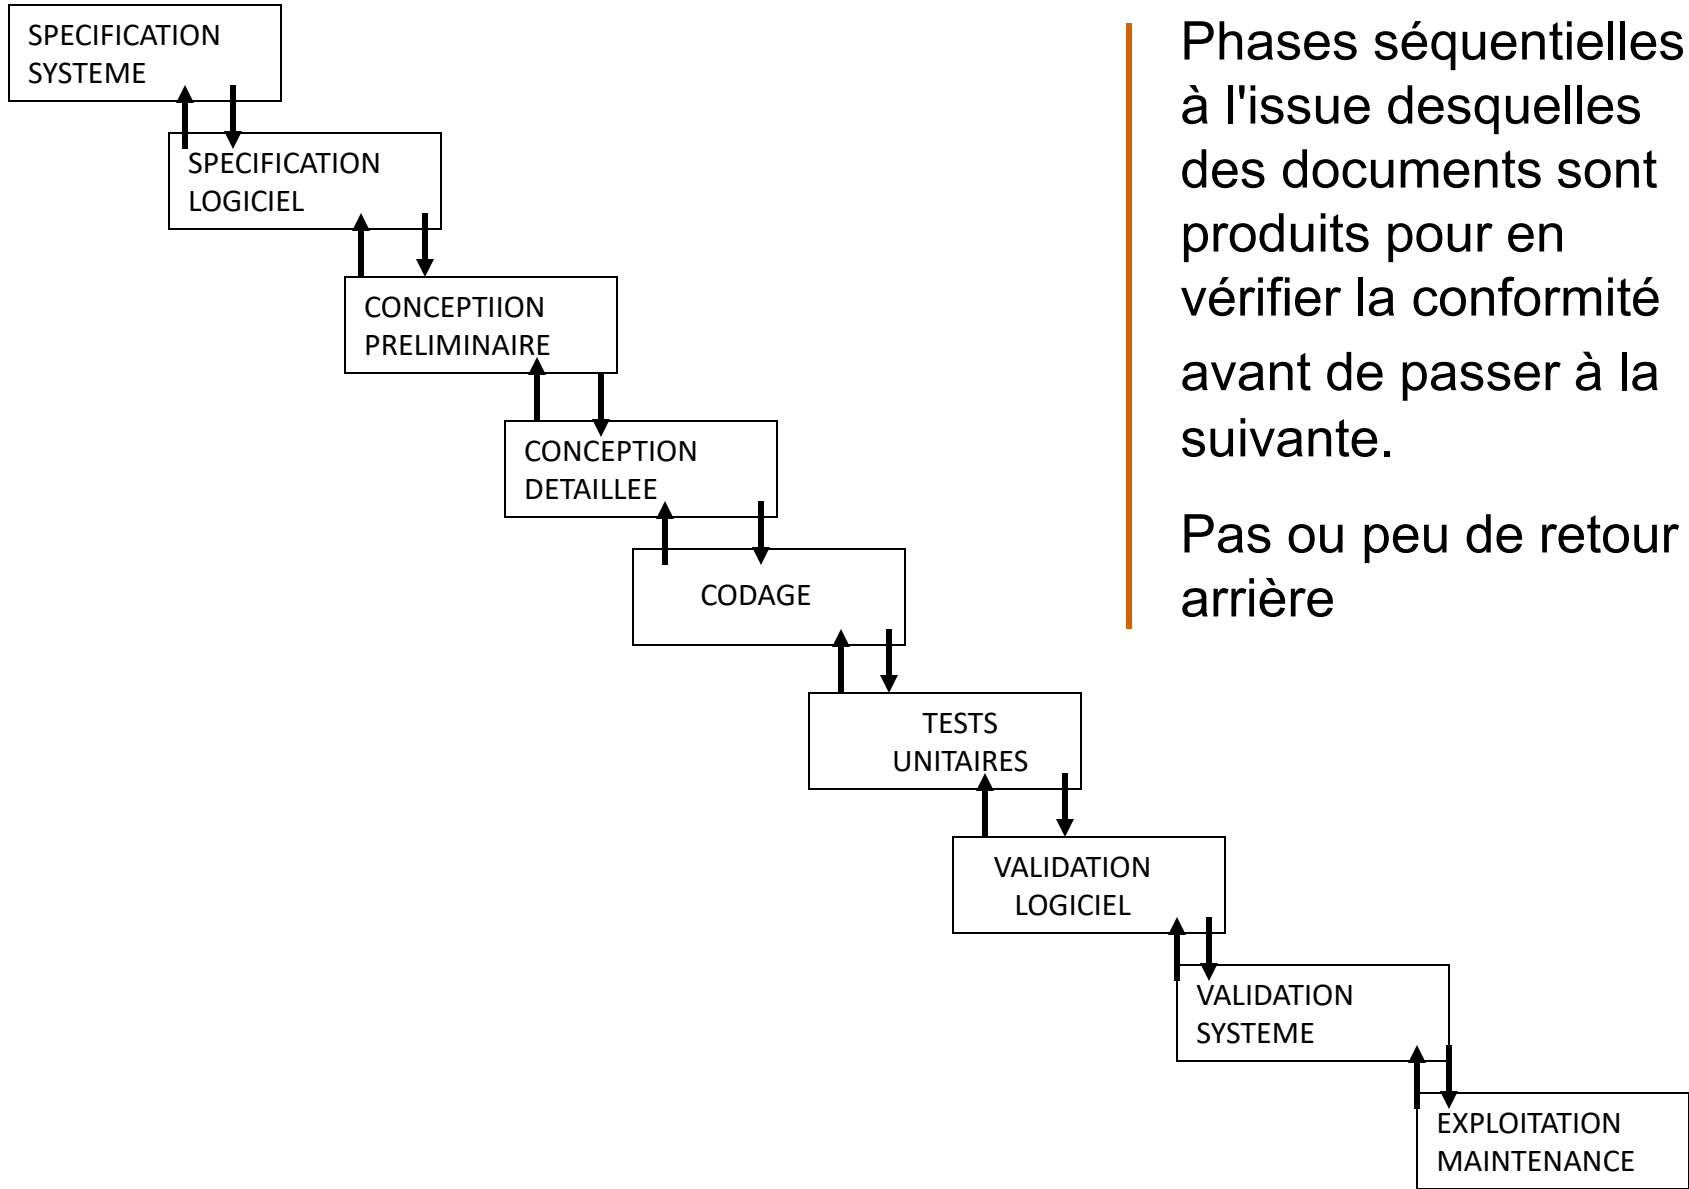 SPECIFICATION
SYSTEME
SPECIFICATION
LOGICIEL
CONCEPTIION
PRELIMINAIRE
CONCEPTION
DETAILLEE
CODAGE
TESTS
UNITAIRES
VALIDATION
LOGICIEL
VALIDATION
SYSTEME
EXPLOITATION
MAINTENANCE
Phases séquentielles
à l'issue desquelles
des documents sont
produits pour en
vérifier la conformité
avant de passer à la
suivante.
Pas ou peu de retour
arrière